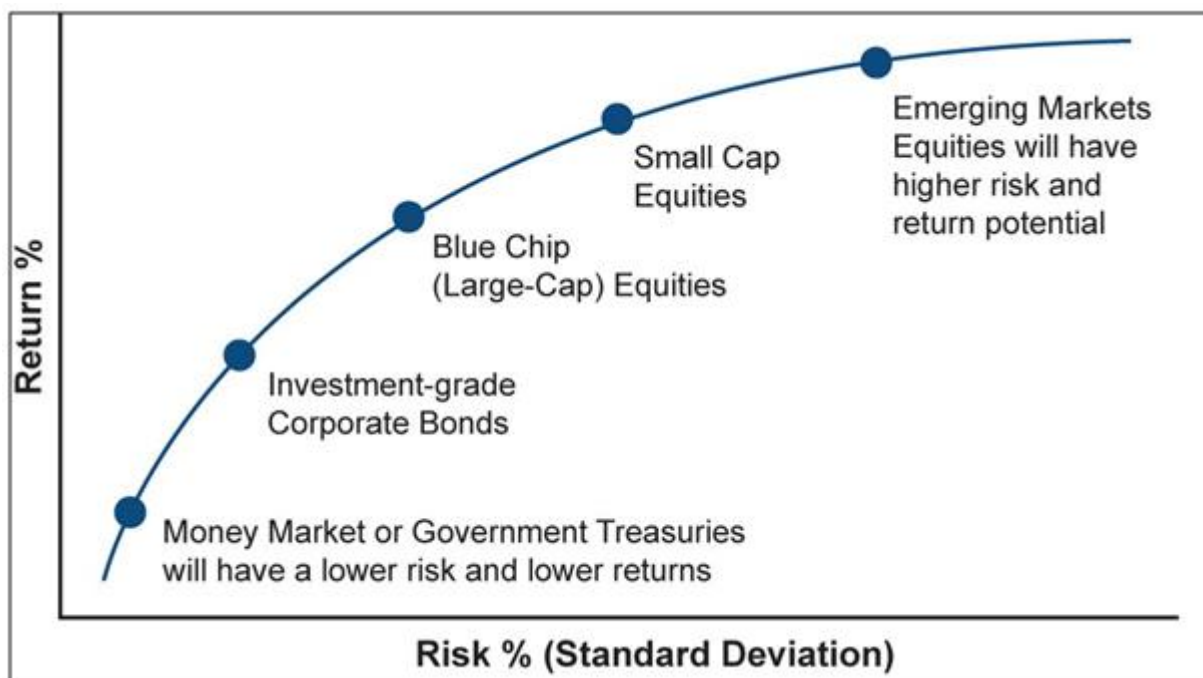 Return %
Emerging Markets
Equities will have
higher risk and
return potential
Small Cap
Equities
Blue Chip
(Large-Cap) Equities
Investment-grade
Corporate Bonds
Money Market or Government Treasuries
will have a lower risk and lower returns
Risk % (Standard Deviation)